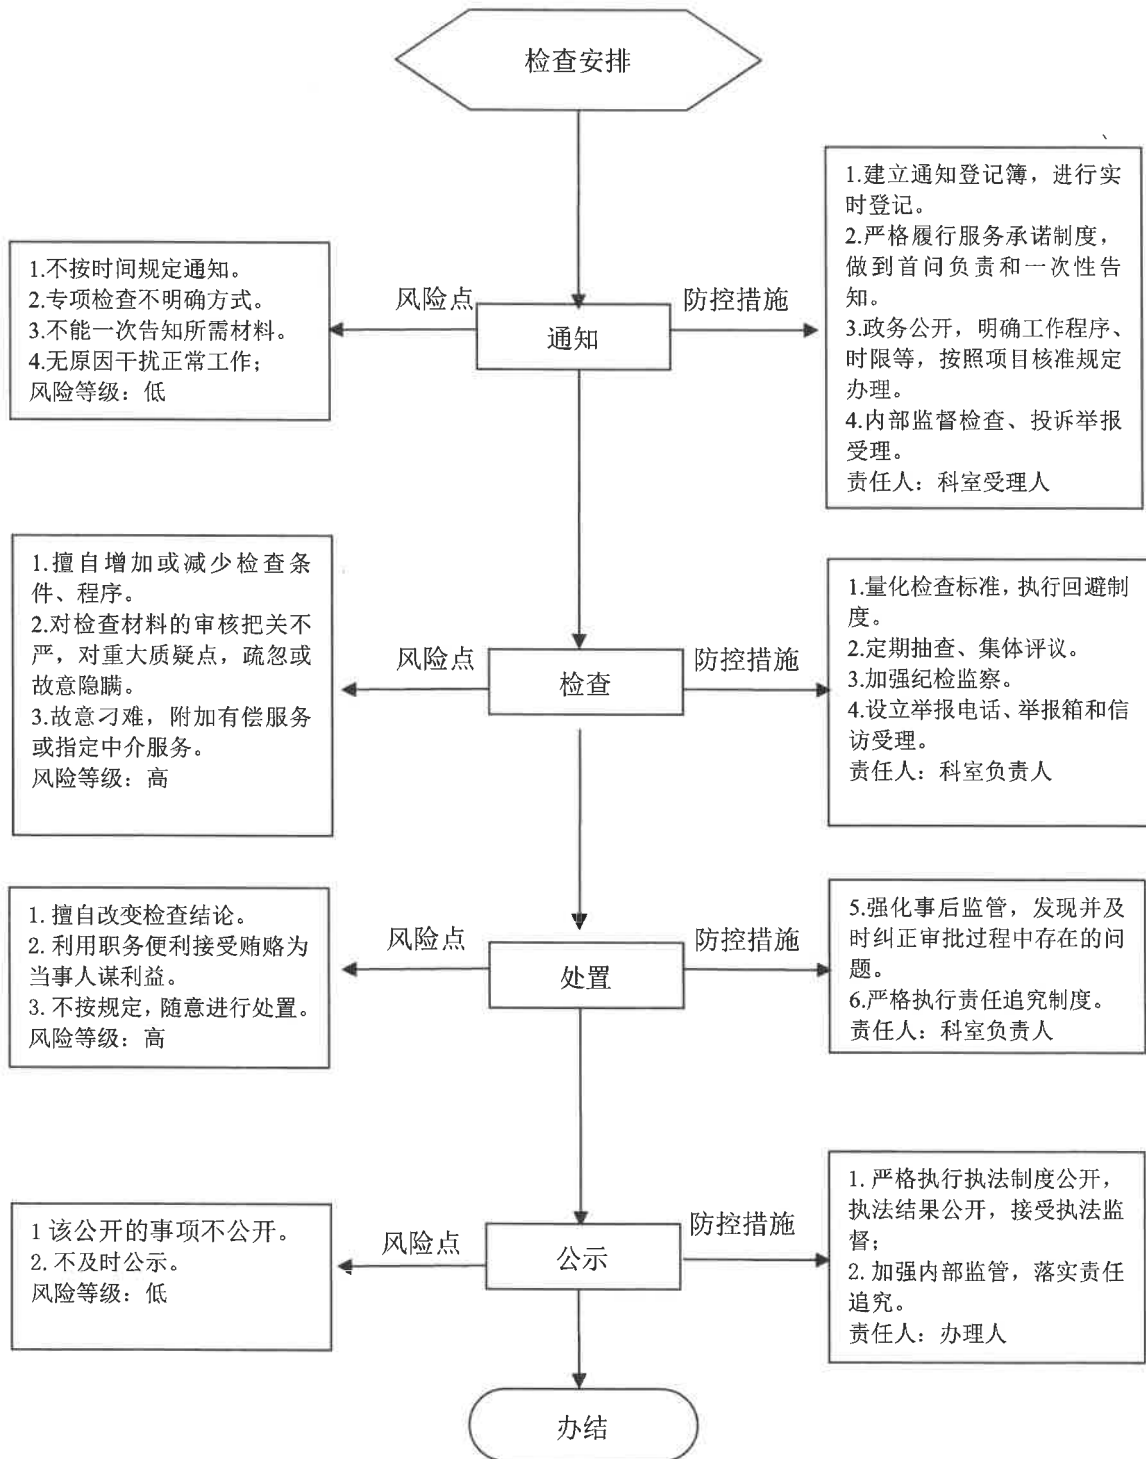 检查安排
1.建立通知登记簿，进行实
时登记。
2.严格履行服务承诺制度，
做到首问负责和一次性告
知。
3.政务公开，明确工作程序、
时限等，按照项目核准规定
办理。
4.内部监督检查、投诉举报
受理。
责任人：科室受理人
1.不按时间规定通知。
2.专项检查不明确方式。
3.不能一次告知所需材料。
4.无原因干扰正常工作；
风险等级：低
风险点
防控措施
通知
1.擅自增加或减少检查条
件、程序。
2.对检查材料的审核把关不
严，对重大质疑点，疏忽或
故意隐瞒。
3.故意刁难，附加有偿服务
或指定中介服务。
风险等级：高
风险点
防控措施
检查
1.量化检查标准，执行回避制
度。
2.定期抽查、集体评议。
3.加强纪检监察。
4.设立举报电话、举报箱和信
访受理。
责任人：科室负责人
1. 擅自改变检查结论。
2. 利用职务便利接受贿赂为
当事人谋利益。
3. 不按规定，随意进行处置。
风险等级：高
风险点
防控措施
处置
5.强化事后监管，发现并及
时纠正审批过程中存在的问
题。
6.严格执行责任追究制度。
责任人：科室负责人
1 该公开的事项不公开。
2. 不及时公示。
风险等级：低
风险点
防控措施
公示
1. 严格执行执法制度公开，
执法结果公开，接受执法监
督；
2. 加强内部监管，落实责任
追究。
责任人：办理人
办结